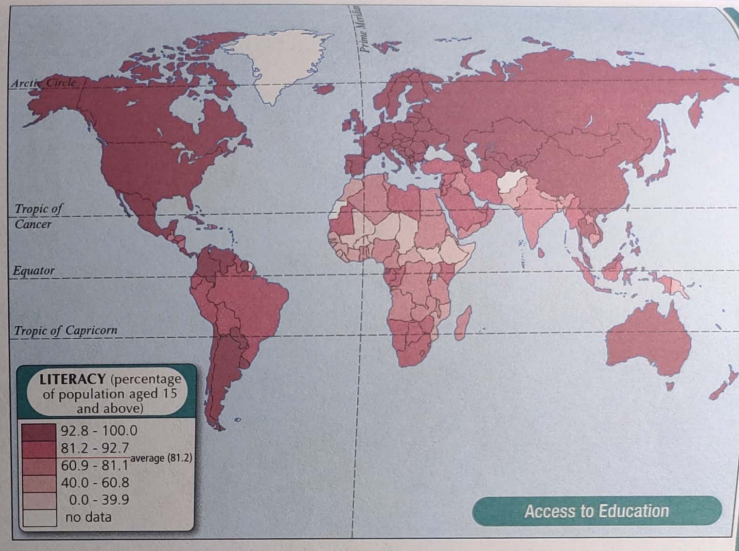 Prime Meridian
Arctic Circle
Tropic of
Cancer
Equator
Tropic of Capricorn
LITERACY (percentage
of population aged 15
and above)
92.8 - 100.0
81.2 - 92.7
average (81.2)
60.9 - 81.1
40.0 - 60.8
0.0 - 39.9
no data
Access to Education